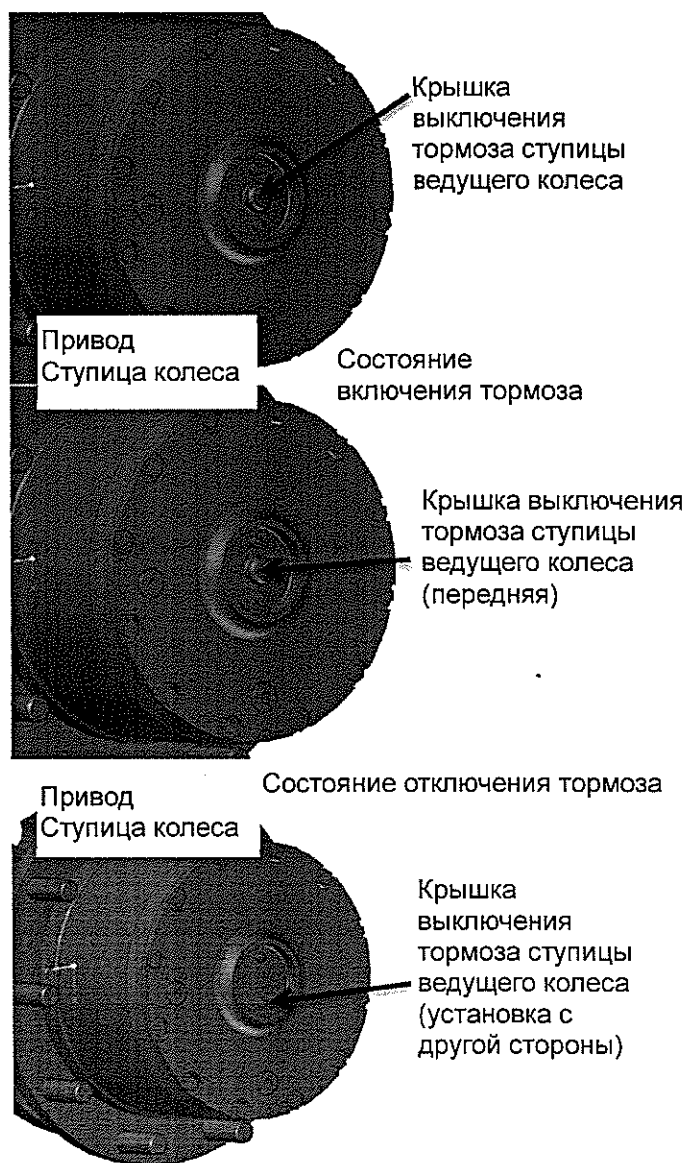 Крышка
выключения
тормоза ступицы
ведущего колеса
Привод
Ступица колеса
Состояние
включения тормоза
Крышка выключения
тормоза ступицы
ведущего колеса
(передняя)
Состояние отключения тормоза
Привод
Ступица колеса
Крышка
выключения
тормоза ступицы
ведущего колеса
(установка с
другой стороны)